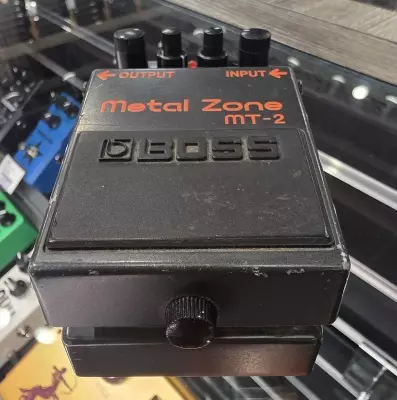 OUTPUT INPUT
Metal Zone
MT-2
BOSS